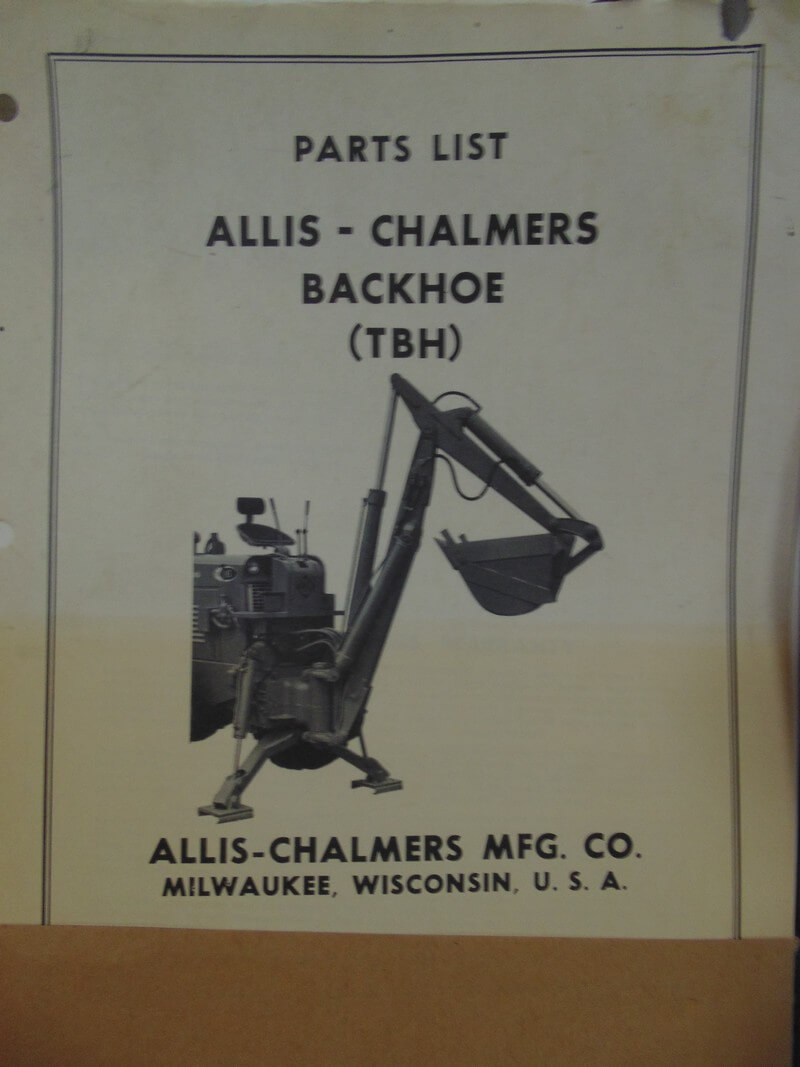 PARTS LIST
ALLIS - CHALMERS
BACKHOE
(TBH)
ALLIS-CHALMERS MFG. CO.
MILWAUKEE, WISCONSIN, U. S. A.